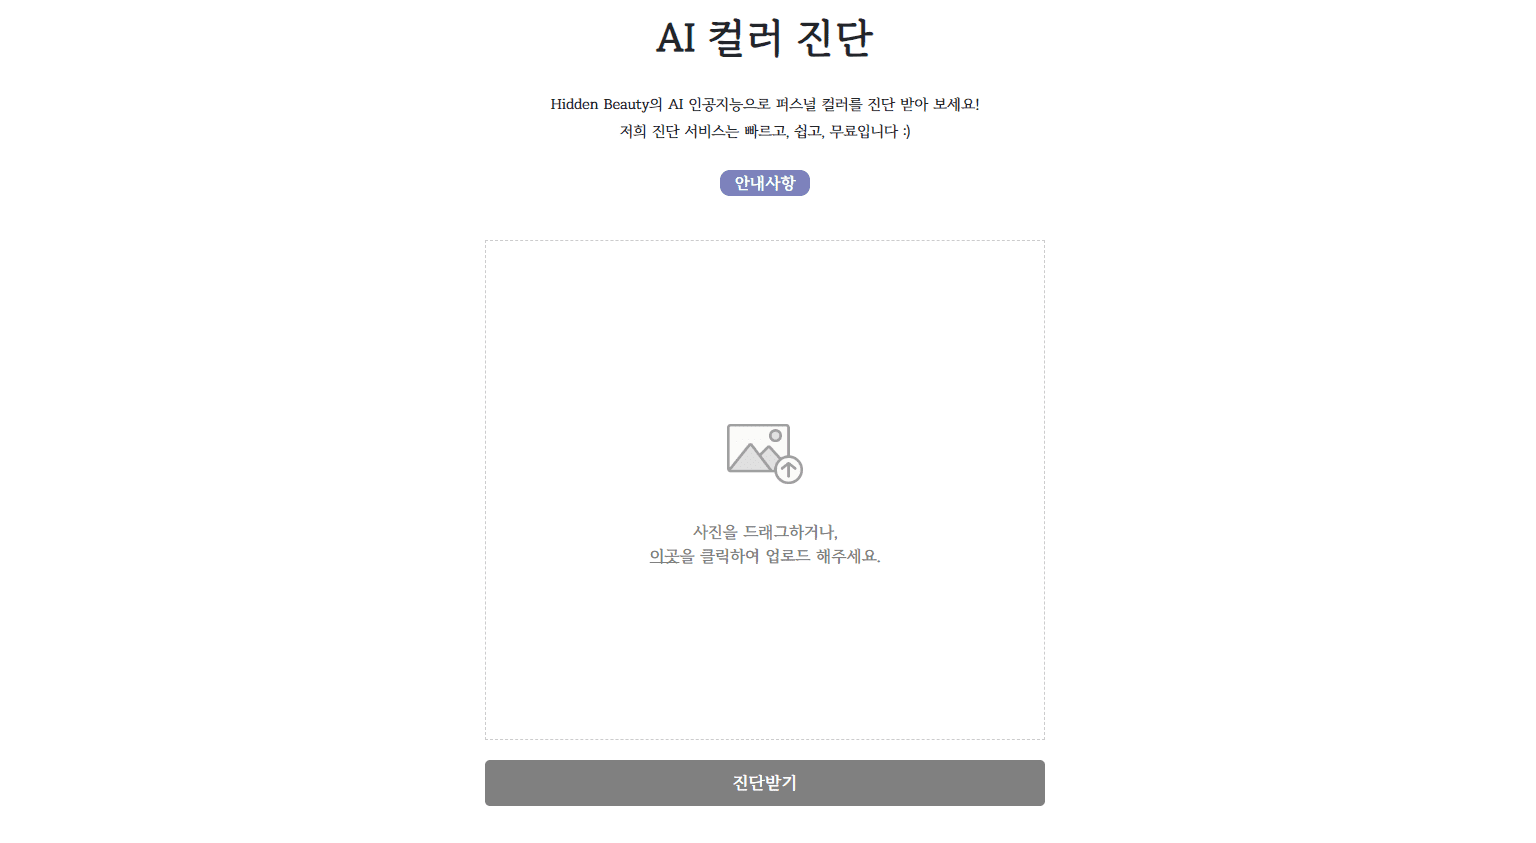 AI 컬러 진단
Hidden Beauty의 AI 인공지능으로 퍼스널 컬러를 진단 받아 보세요!
저희 진단 서비스는 빠르고, 쉽고, 무료입니다 :)
안내사항
사진을 드래그하거나,
이곳을 클릭하여 업로드 해주세요.
진단받기